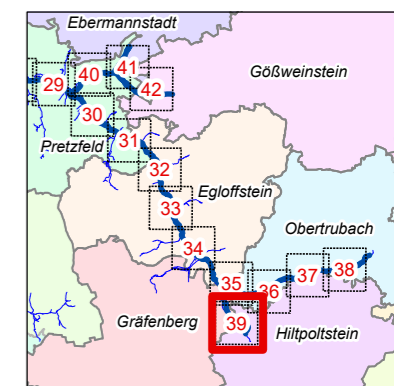 Ebermannstadt
41
40
29
42
Gößweinstein
30
Pretzfeld
31
32
Egloffstein
33
Obertrubach
34
38
37
35
36
39
Gräfenberg
Hiltpoltstein